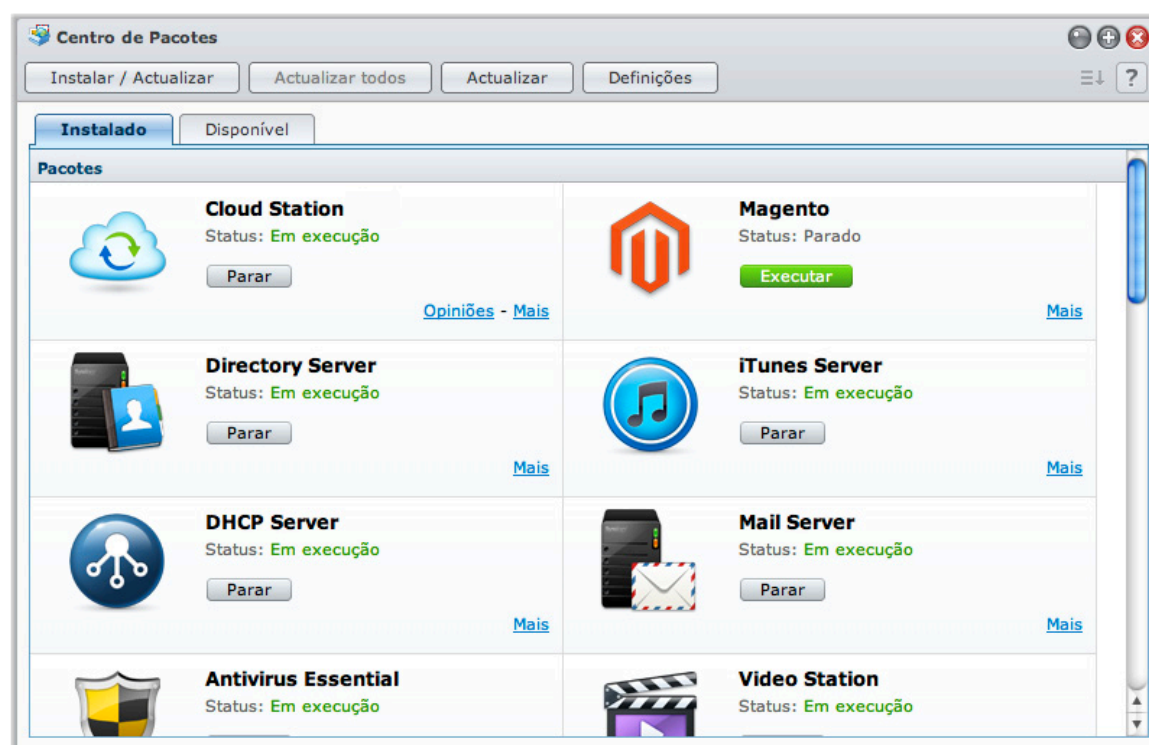 Centro de Pacotes
Instalar / Actualizar Actualizar todos Actualizar Definições ?
Instalado Disponível
Pacotes
Cloud Station
Status: Em execução
Parar
Opiniões - Mais
Magento
Status: Parado
Executar
Mais
Directory Server
Status: Em execução
Parar
Mais
iTunes Server
Status: Em execução
Parar
Mais
DHCP Server
Status: Em execução
Parar
Mais
Mail Server
Status: Em execução
Parar
Mais
Antivirus Essential
Status: Em execução
Video Station
Status: Em execução